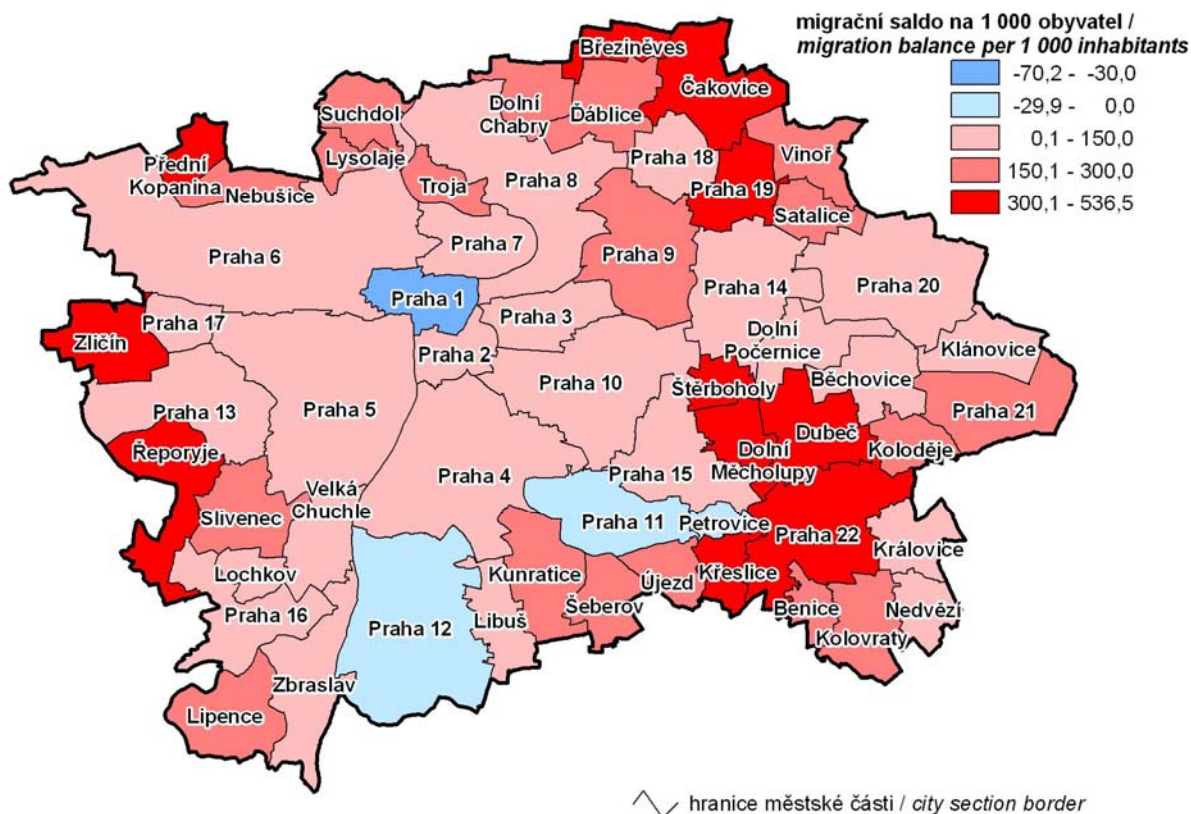 migrační saldo na 1 000 obyvatel /
migration balance per 1 000 inhabitants
-70,2 - -30,0
-29,9 - 0,0
0,1 - 150,0
150,1 - 300,0
300,1 - 536,5
Březiněves
Čakovice
Suchdol
Dolní
Chabry
Ďáblice
Lysolaje
Praha 18
Vinoř
Přední
Kopanina
Nebušice
Troja
Praha 8
Praha 19
Satalice
Praha 7
Praha 9
Praha 6
Praha 14
Praha 20
Praha 1
Praha 17
Praha 3
Zličín
Praha 2
Dolní
Počernice
Klánovice
Běchovice
Štěrboholy
Praha 10
Praha 5
Praha 13
Praha 21
Dubeč
Řeporyje
Koloděje
Dolní
Měcholupy
Praha 4
Praha 15
Velká
Chuchle
Slivenec
Praha 11
Petrovice
Praha 22
Královice
Lochkov
Kunratice
Újezd
Křeslice
Šeberov
Benice
Nedvězí
Praha 16
Praha 12
Libuš
Kolovraty
Zbraslav
Lipence
hranice městské části / city section border